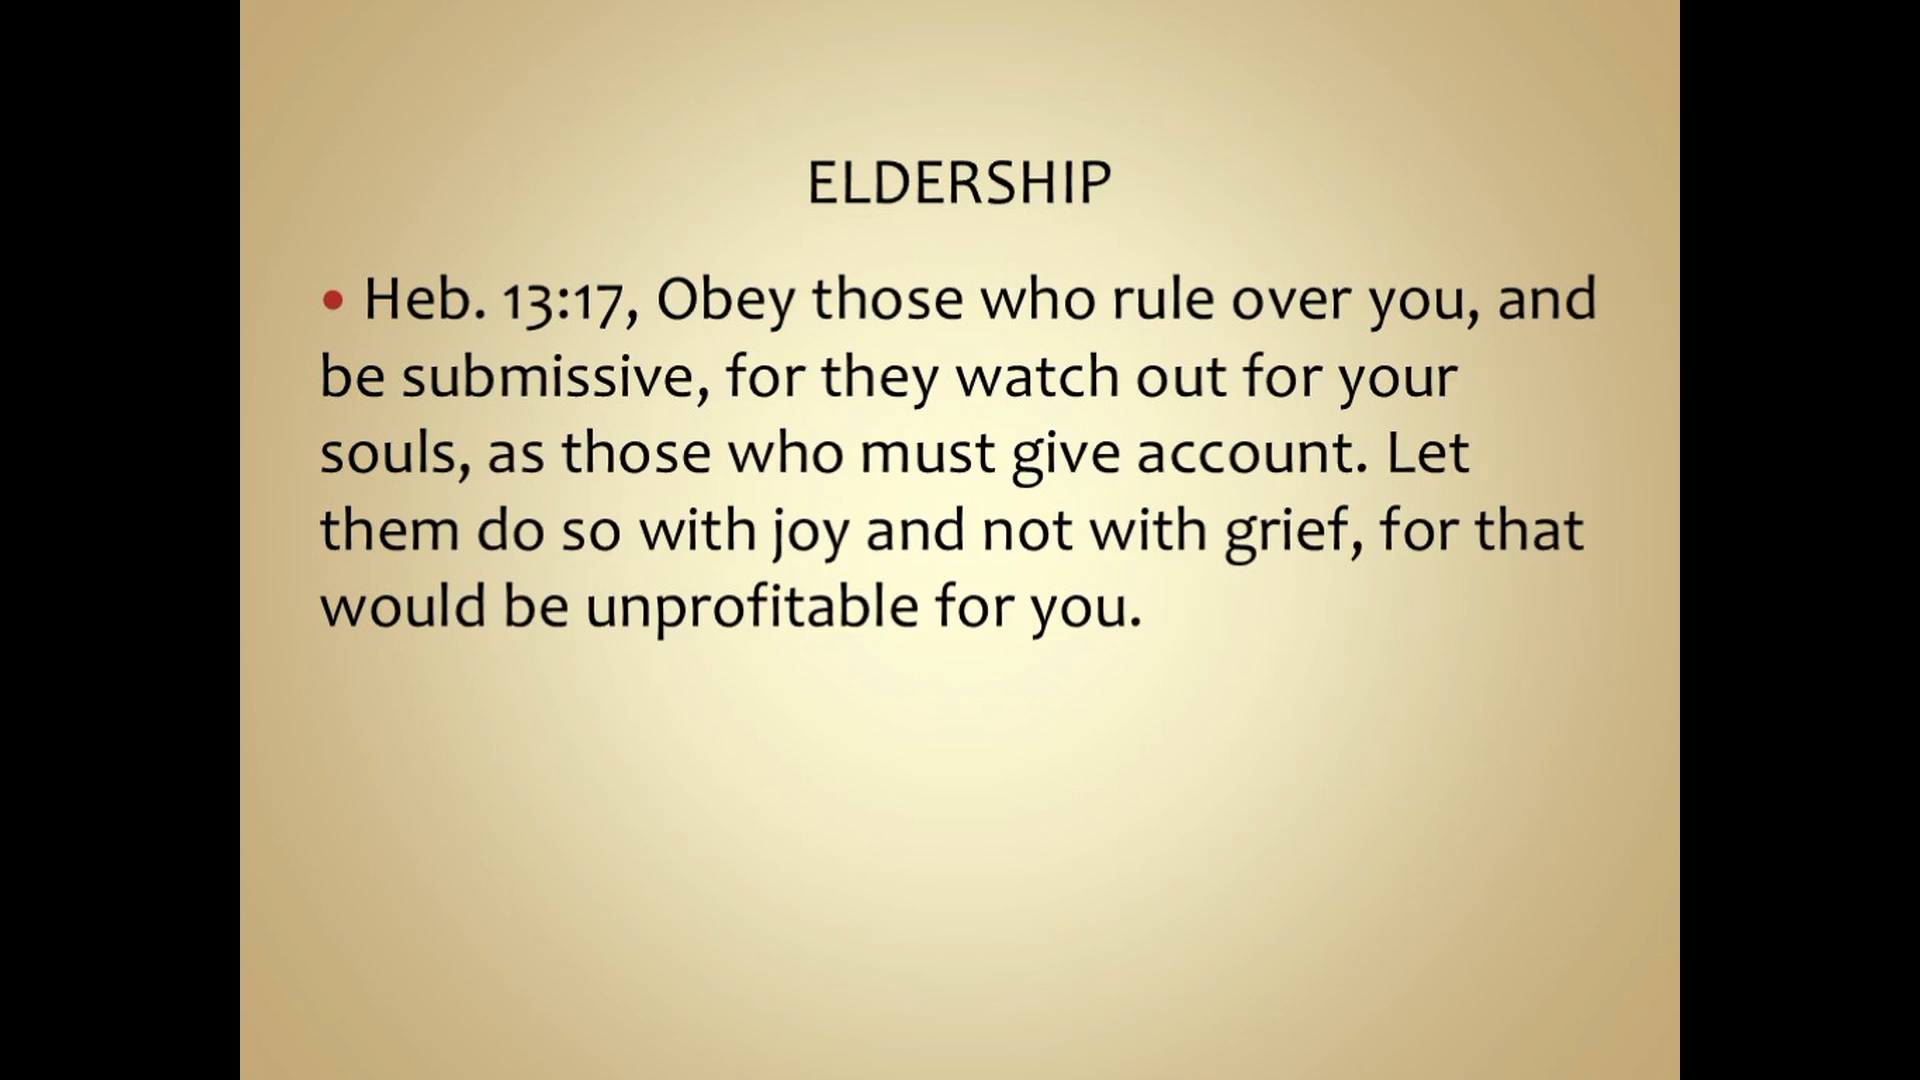 ELDERSHIP
• Heb. 13:17, Obey those who rule over you, and
be submissive, for they watch out for your
souls, as those who must give account. Let
them do so with joy and not with grief, for that
would be unprofitable for you.